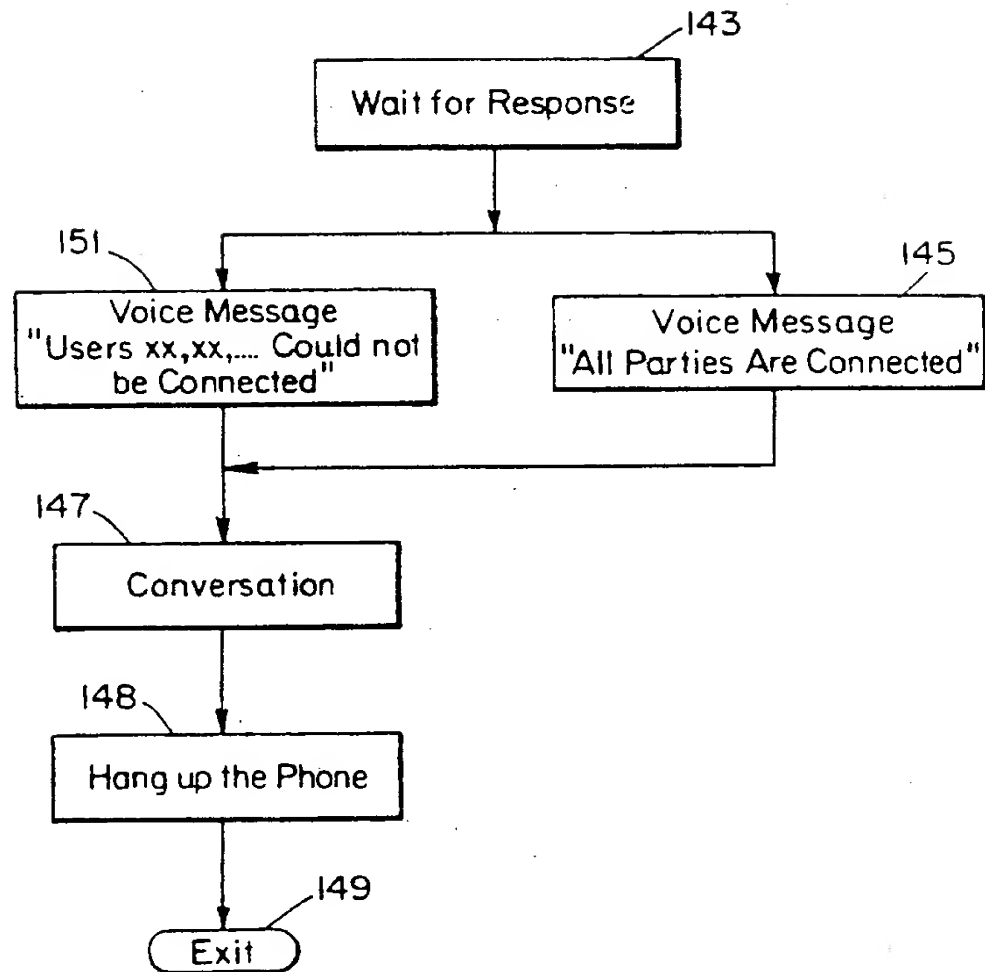 143
Wait for Response
151
Voice Message
"Users xx,xx,.... Could not
be Connected"
145
Voice Message
"All Parties Are Connected"
147
Conversation
148
Hang up the Phone
149
Exit